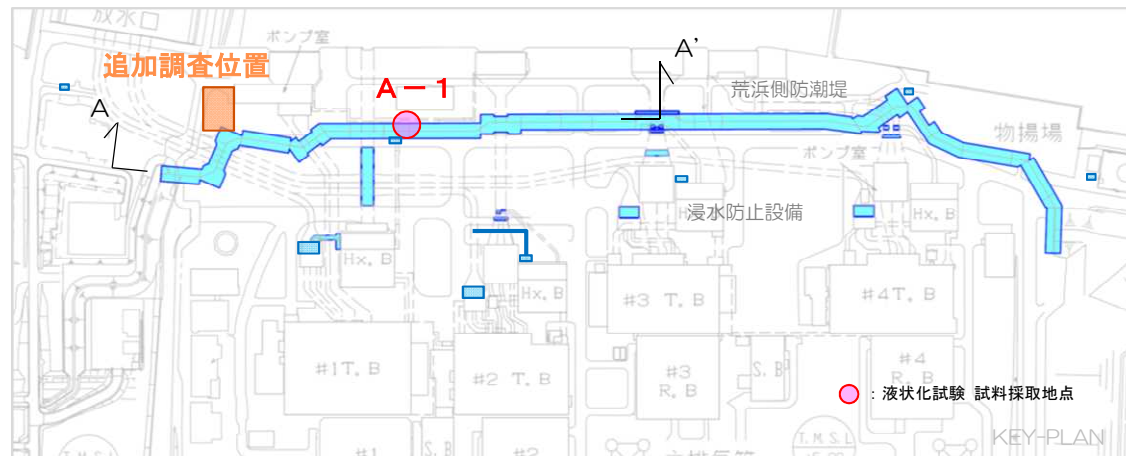 放水口
ポンプ室
追加調査位置
A
A－1
A'
荒浜側防潮堤
物揚場
ポンプ室
浸水防止設備
Hx. B
Hx. B
Hx. B
#3 T. B
#4T. B
#1T. B
#2 T. B
#3
R. B
S. B
#4
R. B
：液状化試験 試料採取地点
KEY-PLAN
#1
S. B
#2
T. M. S. L